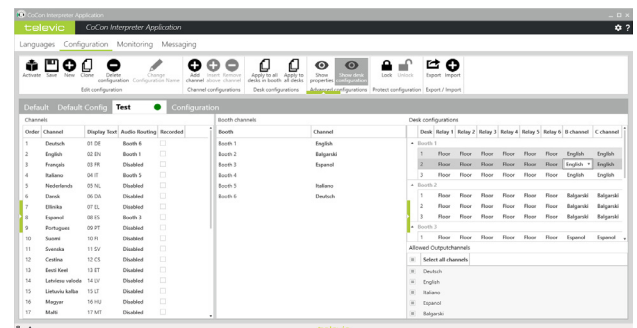 CoCon Interpreter Application
televic CoCon Interpreter Application ?
Languages Configuration Monitoring Messaging
Activate Save New Clone Delete configuration Change Configuration Name Add channel Insert above Remove channel Apply to all decks in booth Apply to all decks Show properties Show desk configuration Lock Unlock Export Import
Edit configuration Channel configurations Desk configurations Advanced configurations Protect configuration Export / Import
Default Default Config Test Configuration
Channels Booth channels Desk configurations
Order Channel Display Text Audio Routing Recorded Booth Channel Desk Relay 1 Relay 2 Relay 3 Relay 4 Relay 5 Relay 6 B channel C channel
1 Deutsch 01 DE Booth 6 Booth 1 English Booth 1
2 English 02 EN Booth 1 Booth 2 Balgarski 1 Floor Floor Floor Floor Floor Floor English English
3 Français 03 FR Disabled Booth 3 Espanol 2 Floor Floor Floor Floor Floor Floor English English
4 Italiano 04 IT Booth 5 Booth 4 3 Floor Floor Floor Floor Floor Floor English English
5 Nederlands 05 NL Disabled Booth 5 Italiano Booth 2
6 Dansk 06 DA Disabled Booth 6 Deutsch 1 Floor Floor Floor Floor Floor Floor Balgarski Balgarski
7 Ellinika 07 EL Disabled 2 Floor Floor Floor Floor Floor Floor Balgarski Balgarski
8 Espanol 08 ES Booth 3 3 Floor Floor Floor Floor Floor Floor Balgarski Balgarski
9 Portugues 09 PT Disabled Booth 3
10 Suomi 10 FI Disabled 1 Floor Floor Floor Floor Floor Floor Espanol Espanol
11 Svenska 11 SV Disabled Allowed Outputchannels
12 Cestina 12 CS Disabled Select all channels
13 Eesti Keel 13 ET Disabled Deutsch
14 Latviesu valoda 14 LV Disabled English
15 Lietuviu kalba 15 LT Disabled Italiano
16 Magyar 16 HU Disabled Espanol
17 Malti 17 MT Disabled Balgarski